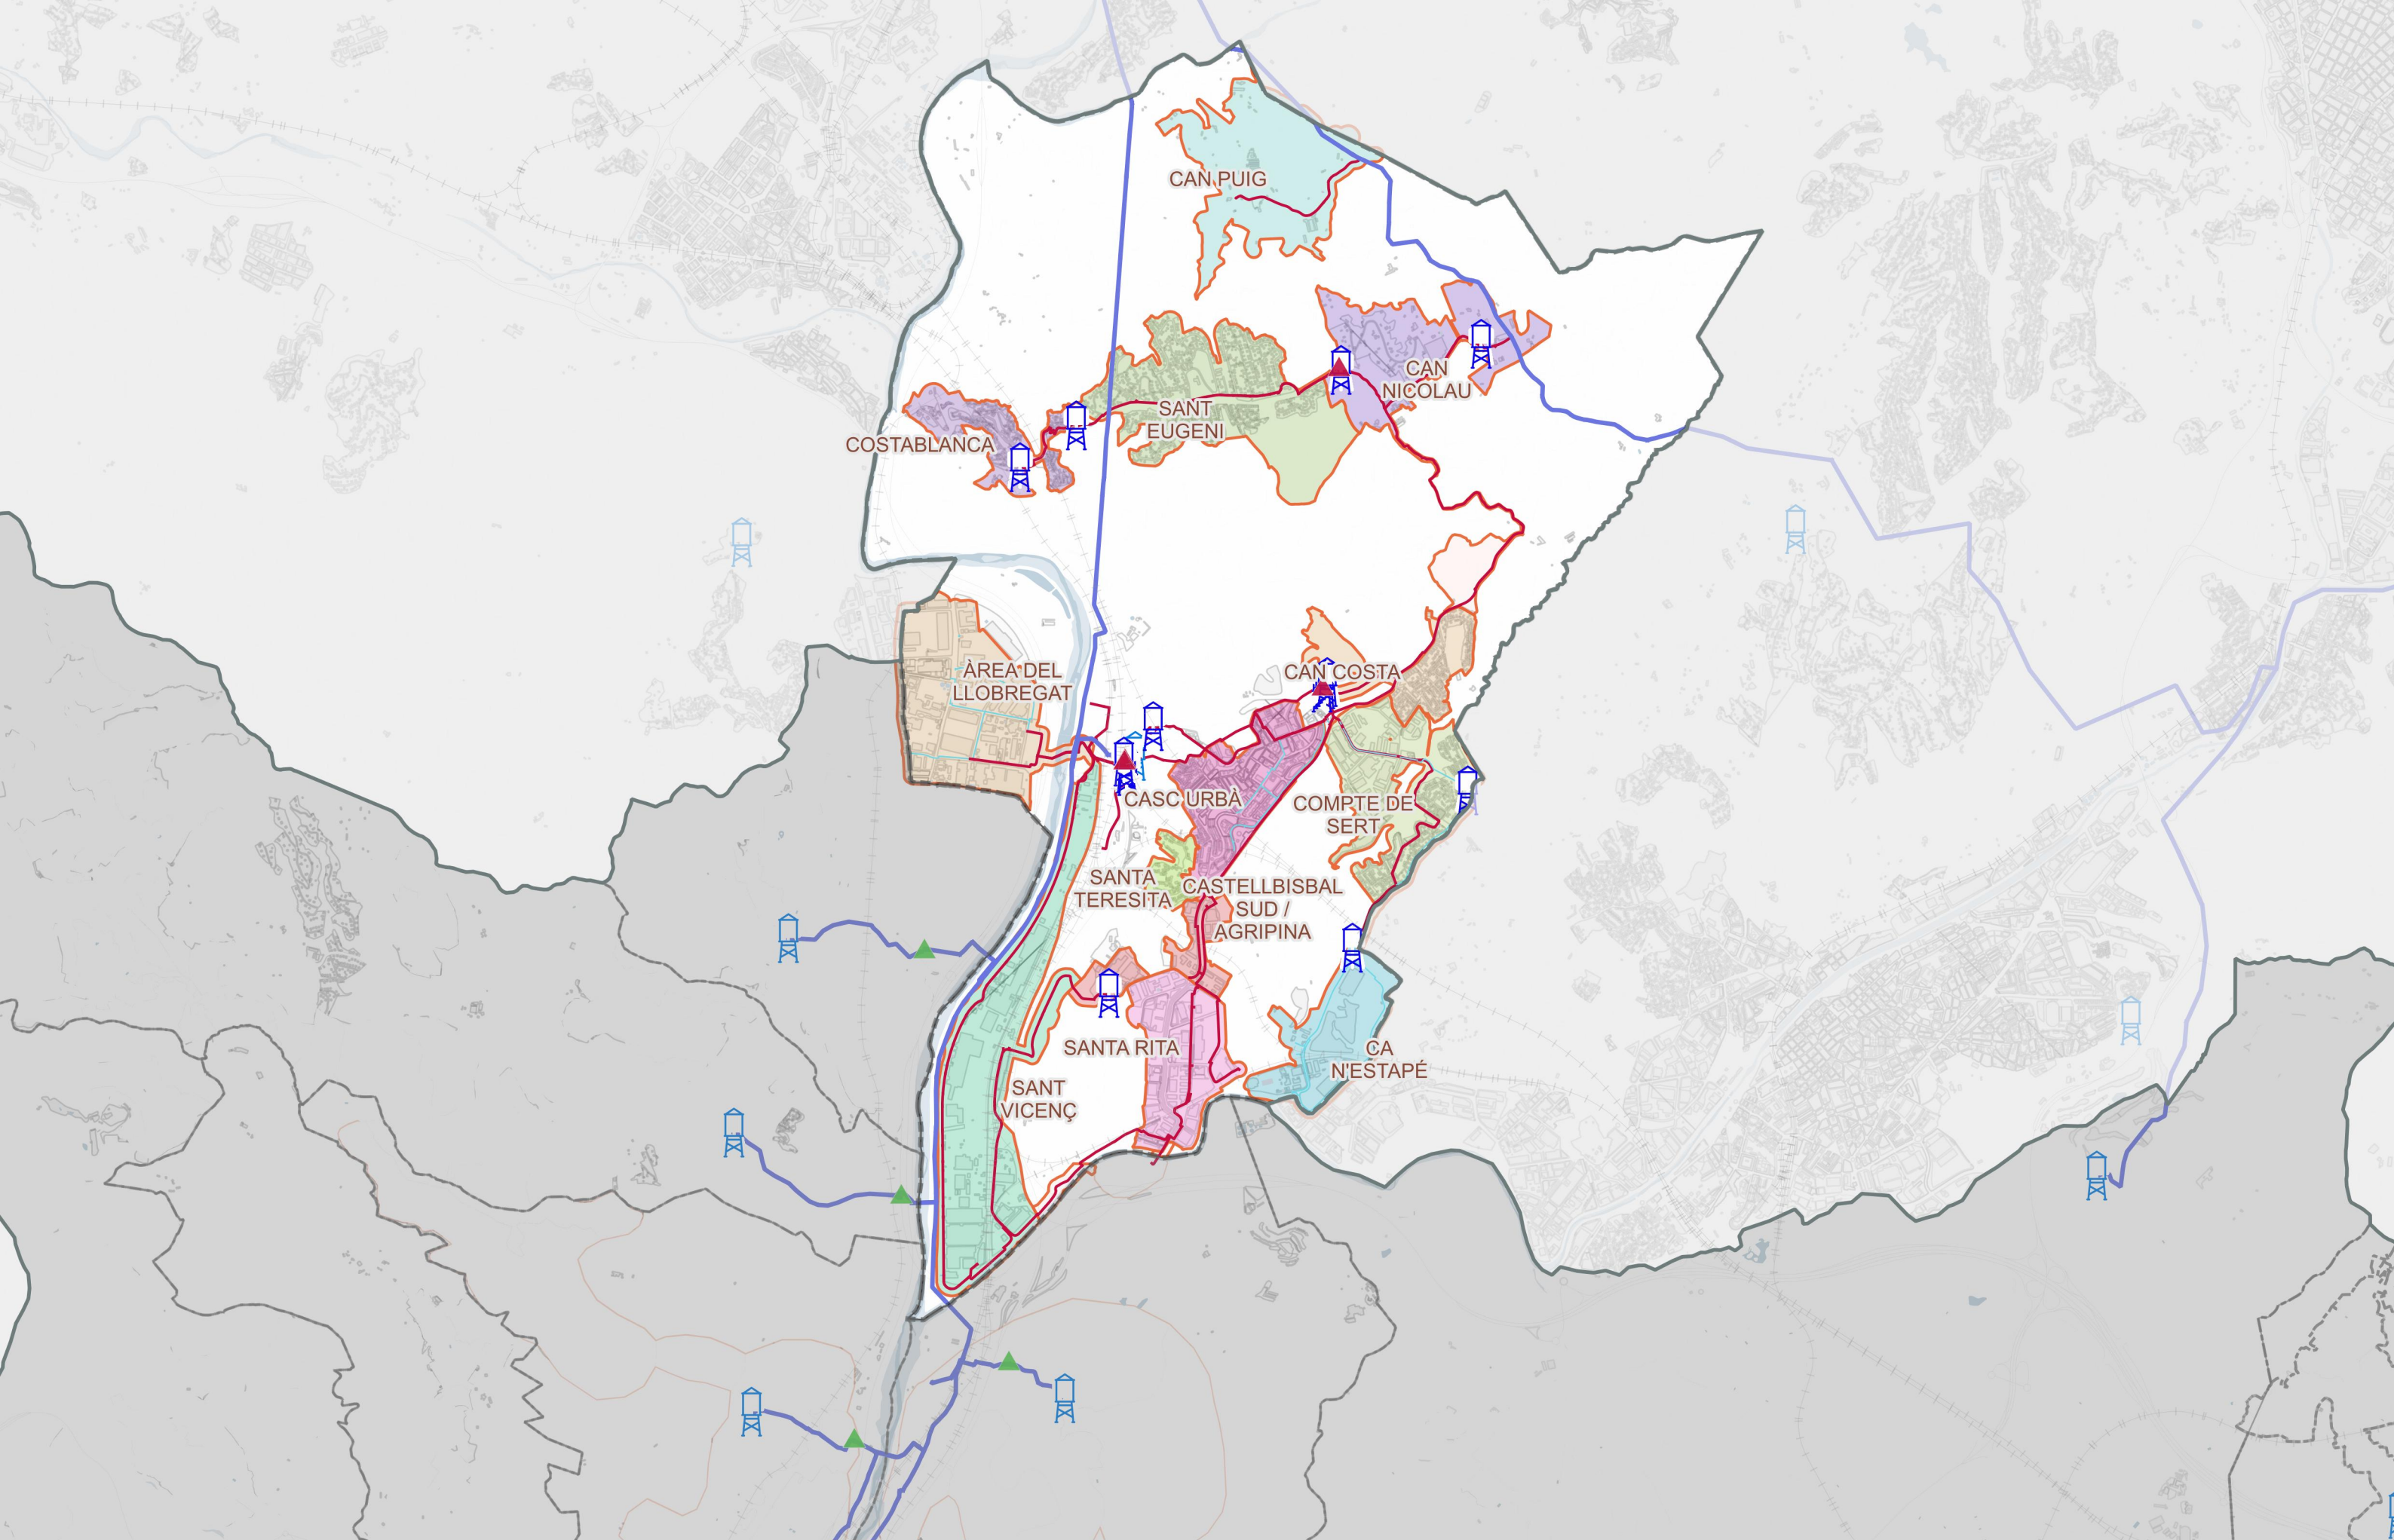 CAN PUIG
CAN
NICOLAU
SANT
EUGENI
COSTABLANCA
ÀREA DEL
LLOBREGAT
CAN COSTA
CASC URBÀ
COMPTE DE
SERT
SANTA
TERESITA
CASTELLBISBAL
SUD /
AGRIPINA
SANTA RITA
CA
N'ESTAPÉ
SANT
VICENÇ